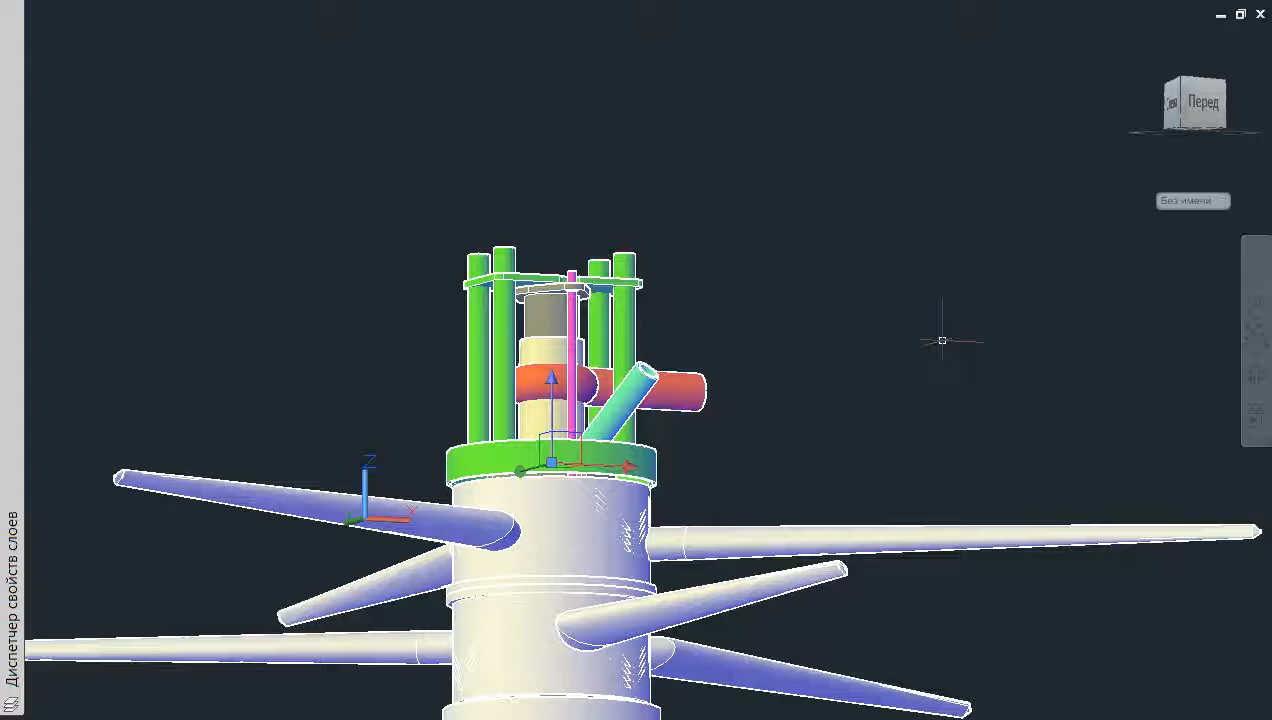 Перед
Без имени
Z
X
Диспетчер свойств слоев